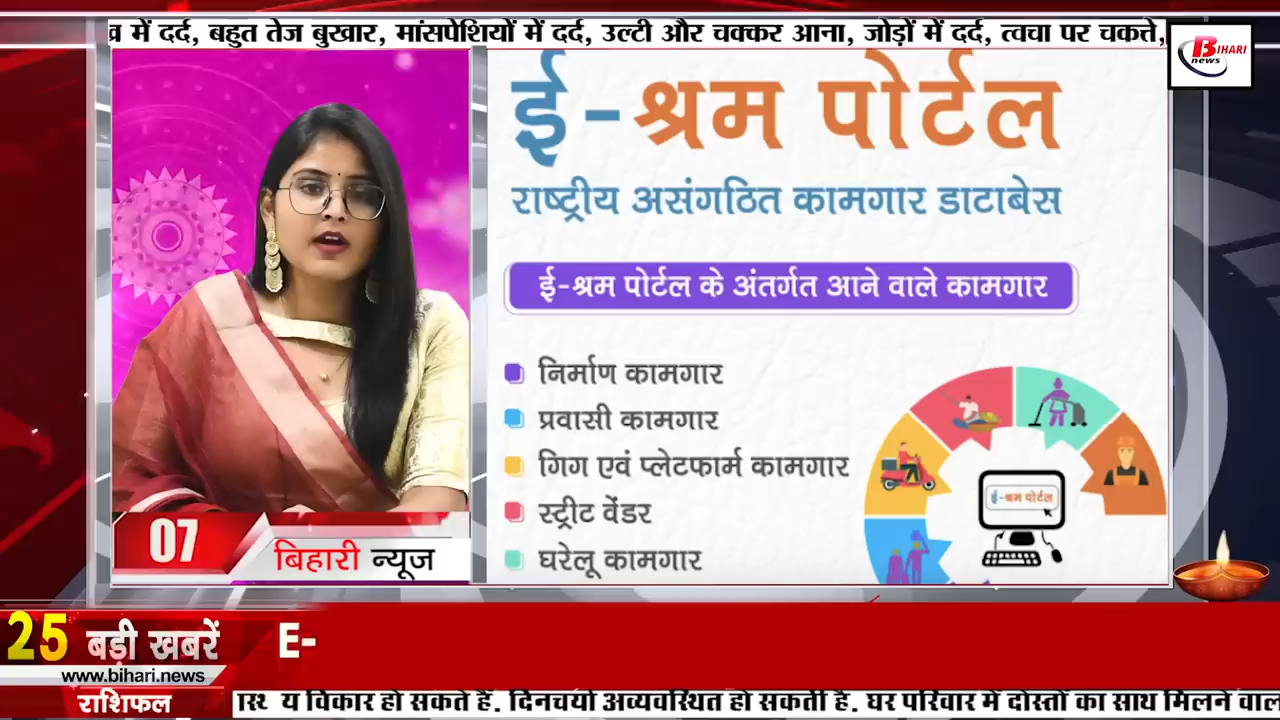 में दर्द, बहुत तेज बुखार, मांसपेशियों में दर्द, उल्टी और चक्कर आना, जोड़ों में दर्द, त्वचा पर चकत्ते,
BIHARI
news
ई-श्रम पोर्टल
राष्ट्रीय असंगठित कामगार डाटाबेस
ई-श्रम पोर्टल के अंतर्गत आने वाले कामगार
निर्माण कामगार
प्रवासी कामगार
गिग एवं प्लेटफार्म कामगार
स्ट्रीट वेंडर
घरेलू कामगार
ई-श्रम पोर्टल
07
बिहारी न्यूज
25 बड़ी खबरें
E-
www.bihari.news
राशिफल
विकार हो सकते हैं. दिनचर्या अव्यवस्थित हो सकती है. घर परिवार में दोस्तों का साथ मिलने